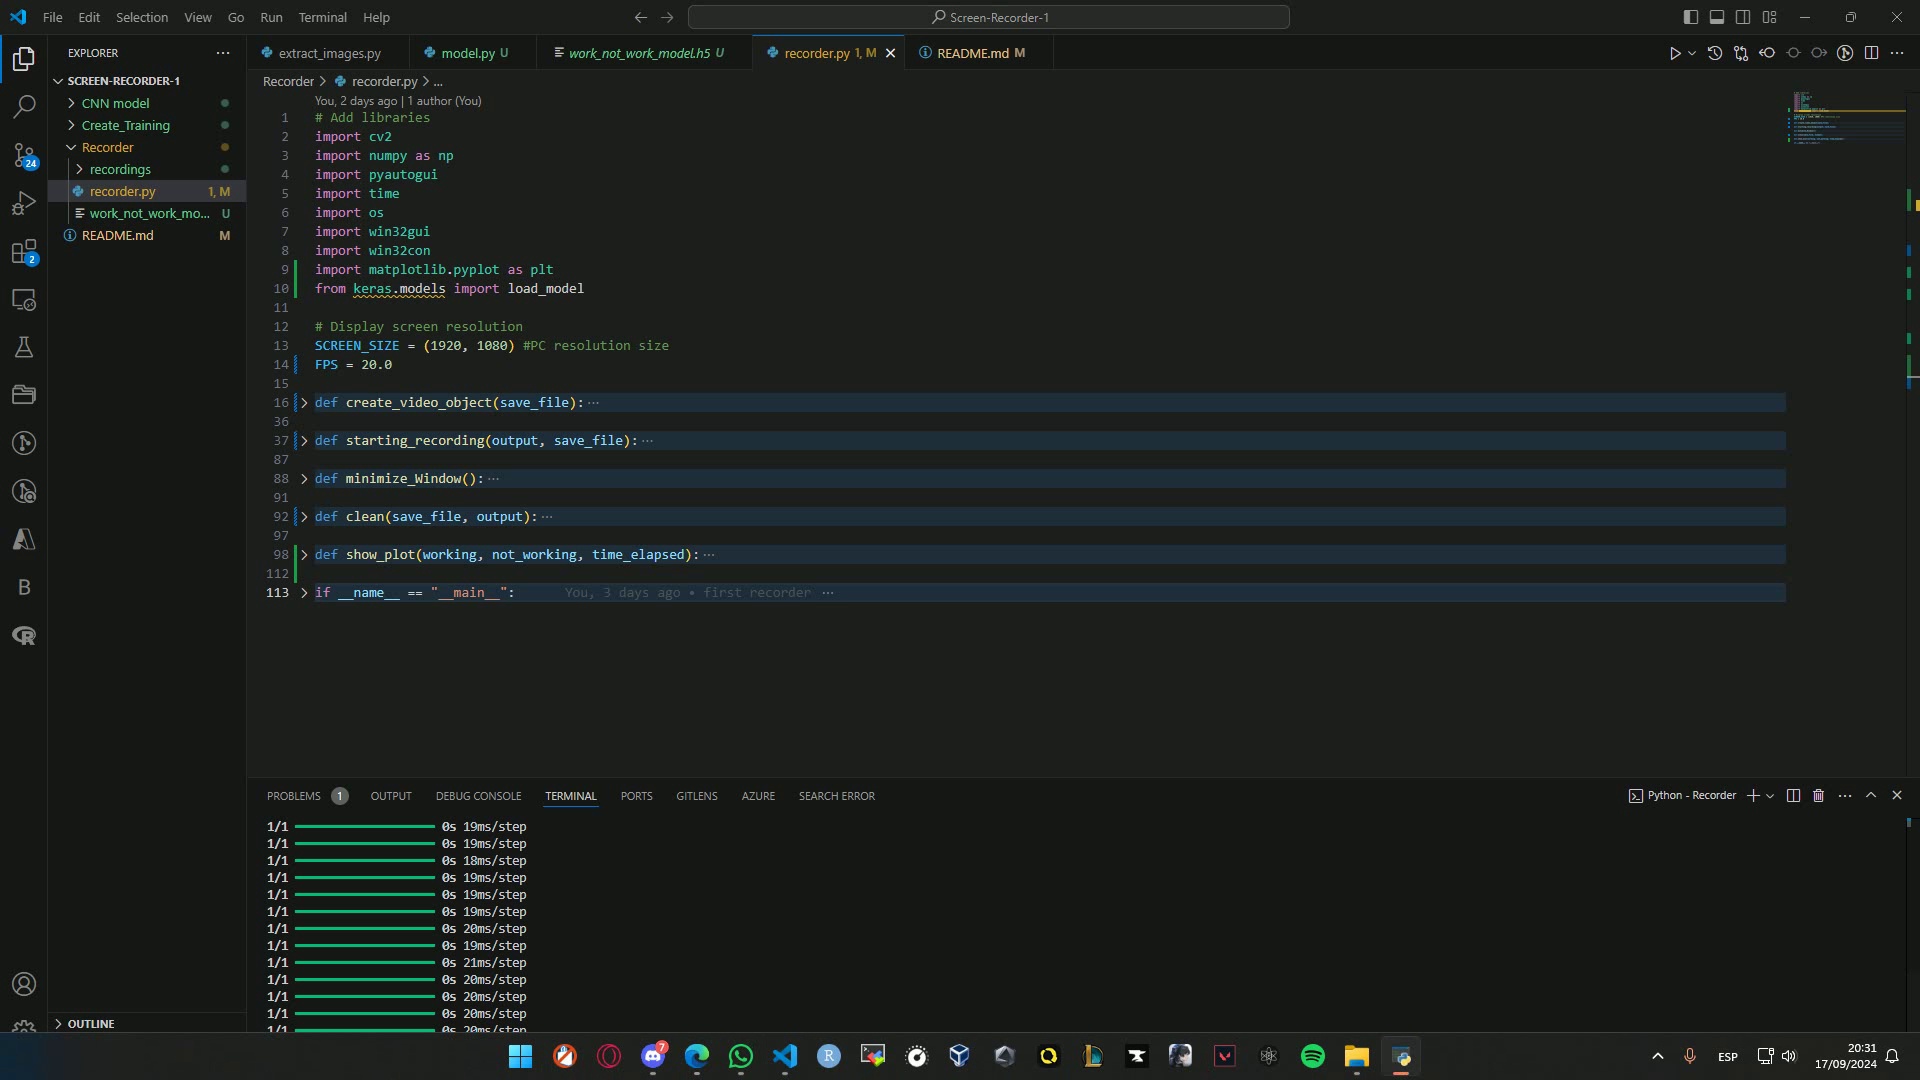 File Edit Selection View Go Run Terminal Help
Screen-Recorder-1
EXPLORER
SCREEN-RECORDER-1
CNN model
Create_Training
Recorder
recordings
recorder.py 1, M
work_not_work_mo... U
README.md M
24
2
B
OUTLINE
extract_images.py
model.py U
work_not_work_model.h5 U
recorder.py 1, M
README.md M
Recorder > recorder.py > ...
You, 2 days ago | 1 author (You)
1 # Add libraries
2 import cv2
3 import numpy as np
4 import pyautogui
5 import time
6 import os
7 import win32gui
8 import win32con
9 import matplotlib.pyplot as plt
10 from keras.models import load_model
11
12 # Display screen resolution
13 SCREEN_SIZE = (1920, 1080) #PC resolution size
14 FPS = 20.0
15
16 def create_video_object(save_file): ...
36
37 def starting_recording(output, save_file): ...
87
88 def minimize_Window(): ...
91
92 def clean(save_file, output): ...
97
98 def show_plot(working, not_working, time_elapsed): ...
112
113 if __name__ == "__main__": You, 3 days ago • first recorder ...
PROBLEMS 1 OUTPUT DEBUG CONSOLE TERMINAL PORTS GITLENS AZURE SEARCH ERROR
Python - Recorder
1/1 0s 19ms/step
1/1 0s 19ms/step
1/1 0s 18ms/step
1/1 0s 19ms/step
1/1 0s 19ms/step
1/1 0s 19ms/step
1/1 0s 20ms/step
1/1 0s 19ms/step
1/1 0s 21ms/step
1/1 0s 20ms/step
1/1 0s 20ms/step
1/1 0s 20ms/step
1/1 0s 20ms/step
7
R
ESP
20:31
17/09/2024